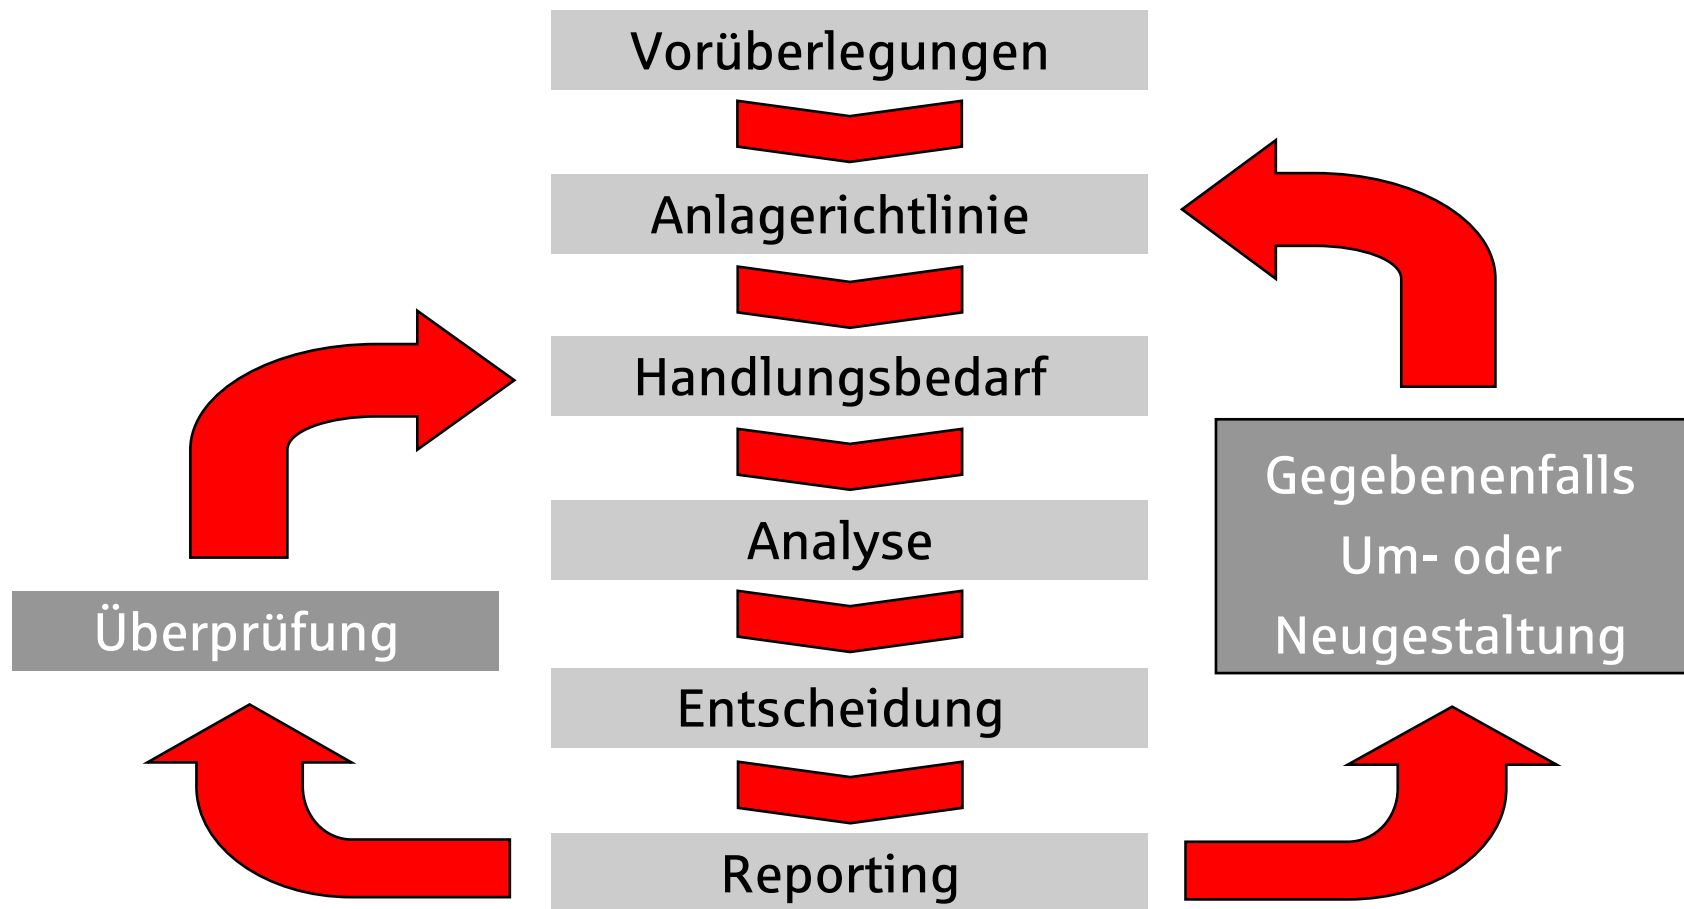 Vorüberlegungen
Anlagerichtlinie
Handlungsbedarf
Analyse
Entscheidung
Reporting
Überprüfung
Gegebenenfalls
Um- oder
Neugestaltung